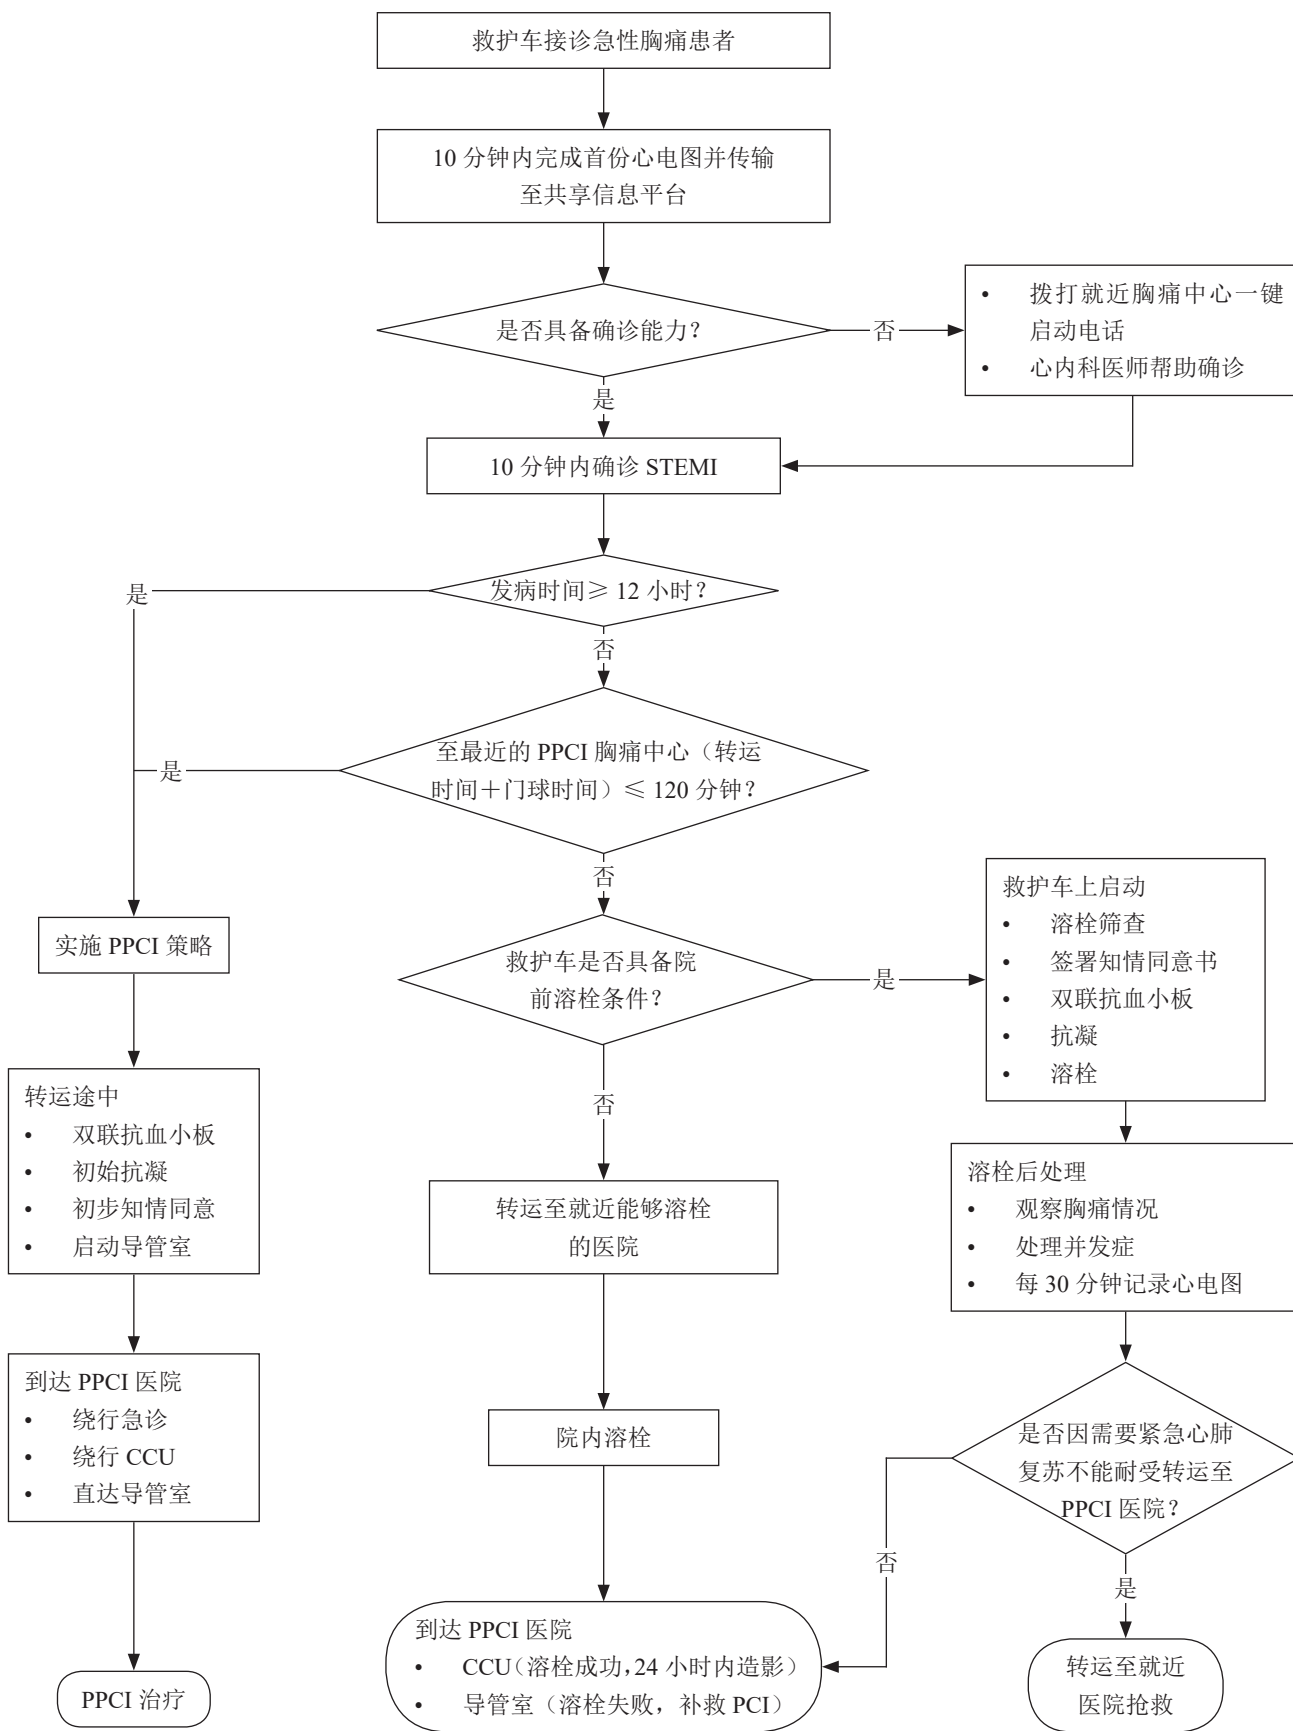 救护车接诊急性胸痛患者
10 分钟内完成首份心电图并传输
至共享信息平台
是否具备确诊能力？
否
• 拨打就近胸痛中心一键
启动电话
• 心内科医师帮助确诊
是
10 分钟内确诊 STEMI
发病时间≥ 12 小时？
是
否
至最近的 PPCI 胸痛中心（转运
时间＋门球时间）≤ 120 分钟？
是
否
救护车是否具备院
前溶栓条件？
是
救护车上启动
• 溶栓筛查
• 签署知情同意书
• 双联抗血小板
• 抗凝
• 溶栓
实施 PPCI 策略
转运途中
• 双联抗血小板
• 初始抗凝
• 初步知情同意
• 启动导管室
否
转运至就近能够溶栓
的医院
溶栓后处理
• 观察胸痛情况
• 处理并发症
• 每 30 分钟记录心电图
到达 PPCI 医院
• 绕行急诊
• 绕行 CCU
• 直达导管室
院内溶栓
是否因需要紧急心肺
复苏不能耐受转运至
PPCI 医院？
否
是
PPCI 治疗
到达 PPCI 医院
• CCU（溶栓成功，24 小时内造影）
• 导管室（溶栓失败，补救 PCI）
转运至就近
医院抢救